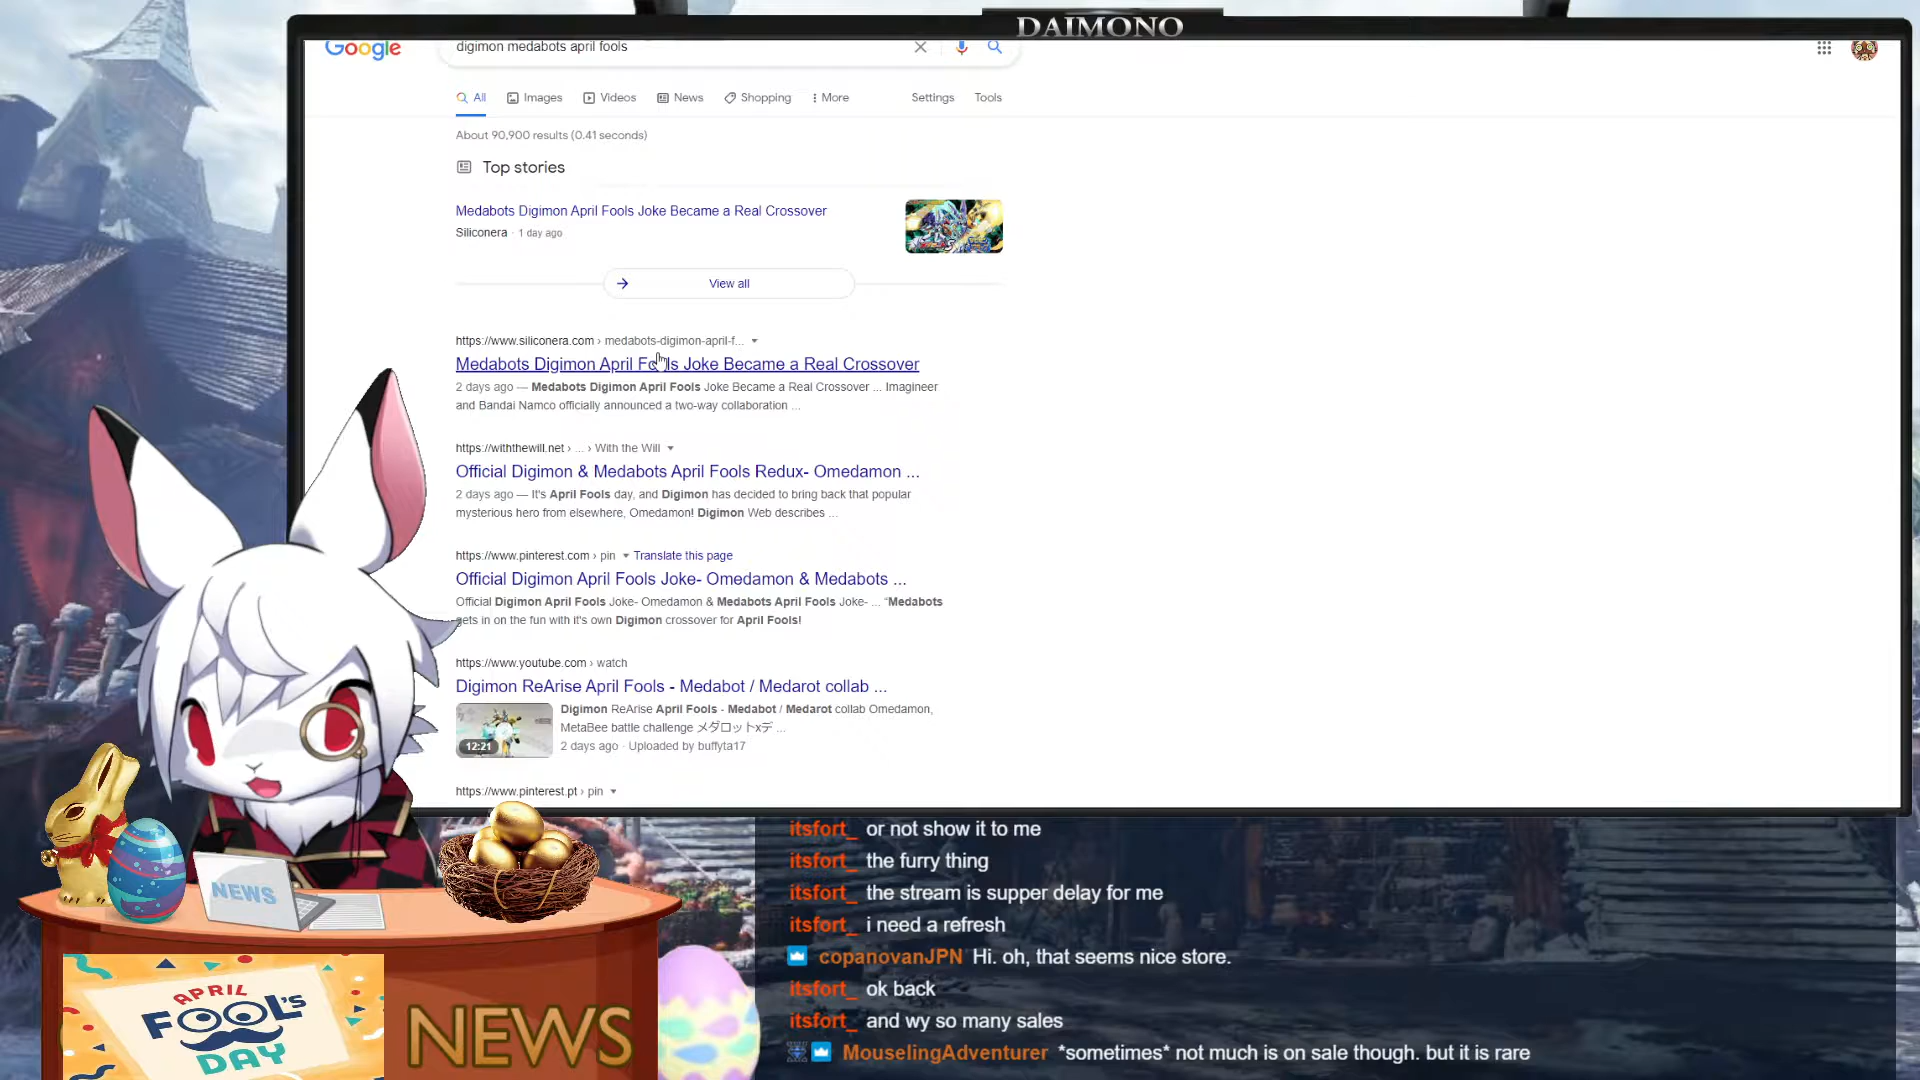 DAIMONO
Google
digimon medabots april fools
All Images Videos News Shopping More Settings Tools
About 90,900 results (0.41 seconds)
Top stories
Medabots Digimon April Fools Joke Became a Real Crossover
Siliconera · 1 day ago
View all
https://www.siliconera.com › medabots-digimon-april-f...
Medabots Digimon April Fools Joke Became a Real Crossover
2 days ago — Medabots Digimon April Fools Joke Became a Real Crossover ... Imagineer
and Bandai Namco officially announced a two-way collaboration ...
https://withthewill.net › ... › With the Will
Official Digimon & Medabots April Fools Redux- Omedamon ...
2 days ago — It's April Fools day, and Digimon has decided to bring back that popular
mysterious hero from elsewhere, Omedamon! Digimon Web describes ...
https://www.pinterest.com › pin Translate this page
Official Digimon April Fools Joke- Omedamon & Medabots ...
Official Digimon April Fools Joke- Omedamon & Medabots April Fools Joke- ... "Medabots
gets in on the fun with it's own Digimon crossover for April Fools!
https://www.youtube.com › watch
Digimon ReArise April Fools - Medabot / Medarot collab ...
Digimon ReArise April Fools - Medabot / Medarot collab Omedamon,
MetaBee battle challenge メダロットxデ ...
12:21
2 days ago · Uploaded by buffyta17
https://www.pinterest.pt › pin
itsfort_ or not show it to me
itsfort_ the furry thing
itsfort_ the stream is supper delay for me
itsfort_ i need a refresh
copanovanJPN Hi. oh, that seems nice store.
itsfort_ ok back
itsfort_ and wy so many sales
MouselingAdventurer *sometimes* not much is on sale though. but it is rare
NEWS
APRIL
FOOL'S
DAY
NEWS